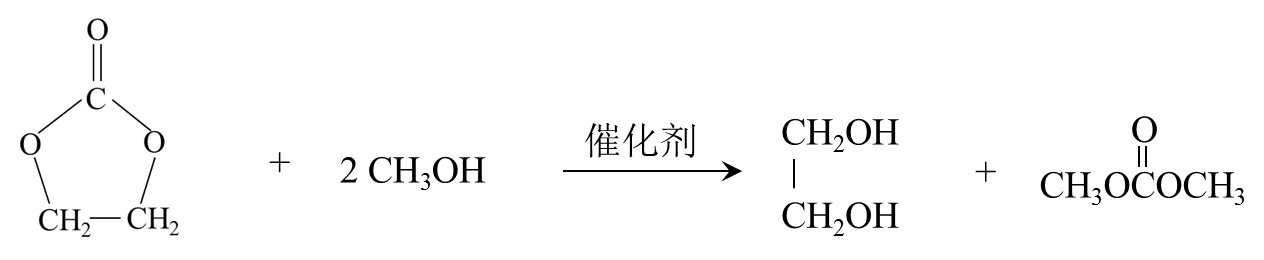 O
C
O O
CH₂—CH₂
+
2 CH₃OH
催化剂
CH₂OH
CH₂OH
+
O
CH₃OCOCH₃